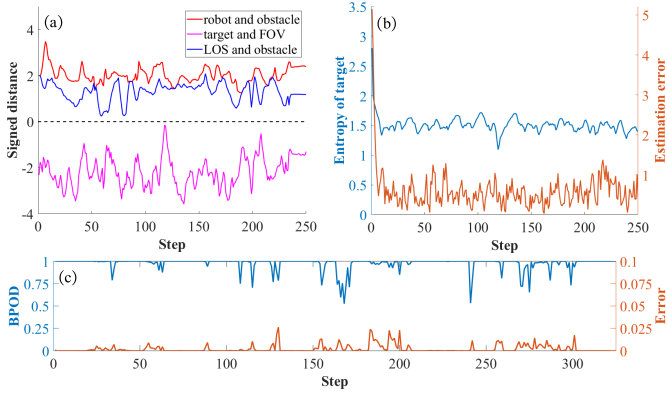 (a)
robot and obstacle
target and FOV
LOS and obstacle
Signed distance
4
2
0
-2
-4
0 50 100 150 200 250
Step
(b)
Entropy of target
3.5
3
2.5
2
1.5
1
0.5
0
Estimation error
5
4
3
2
1
0 50 100 150 200 250
Step
(c)
BPOD
1
0.75
0.5
0.25
0
Error
0.1
0.075
0.05
0.025
0
0 50 100 150 200 250 300
Step